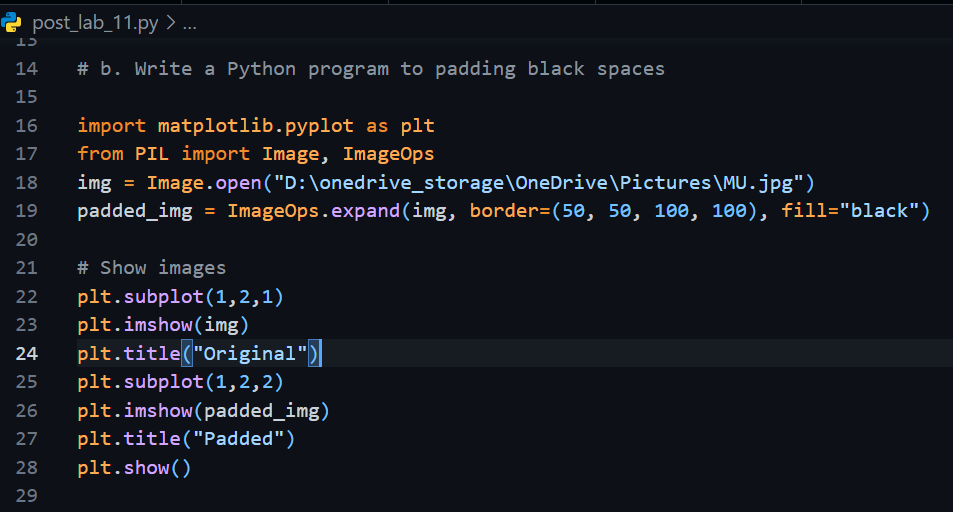 post_lab_11.py > ...
13
14 # b. Write a Python program to padding black spaces
15
16 import matplotlib.pyplot as plt
17 from PIL import Image, ImageOps
18 img = Image.open("D:\onedrive_storage\OneDrive\Pictures\MU.jpg")
19 padded_img = ImageOps.expand(img, border=(50, 50, 100, 100), fill="black")
20
21 # Show images
22 plt.subplot(1,2,1)
23 plt.imshow(img)
24 plt.title("Original")
25 plt.subplot(1,2,2)
26 plt.imshow(padded_img)
27 plt.title("Padded")
28 plt.show()
29